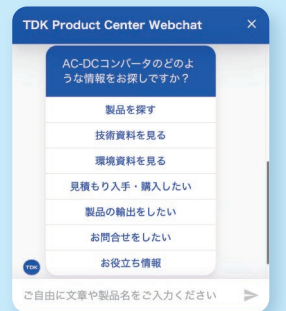 TDK Product Center Webchat ×
AC-DCコンバータのどのよ
うな情報をお探しですか？
製品を探す
技術資料を見る
環境資料を見る
見積もり入手・購入したい
製品の輸出をしたい
お問合せをしたい
お役立ち情報
TDK
ご自由に文章や製品名をご入力ください